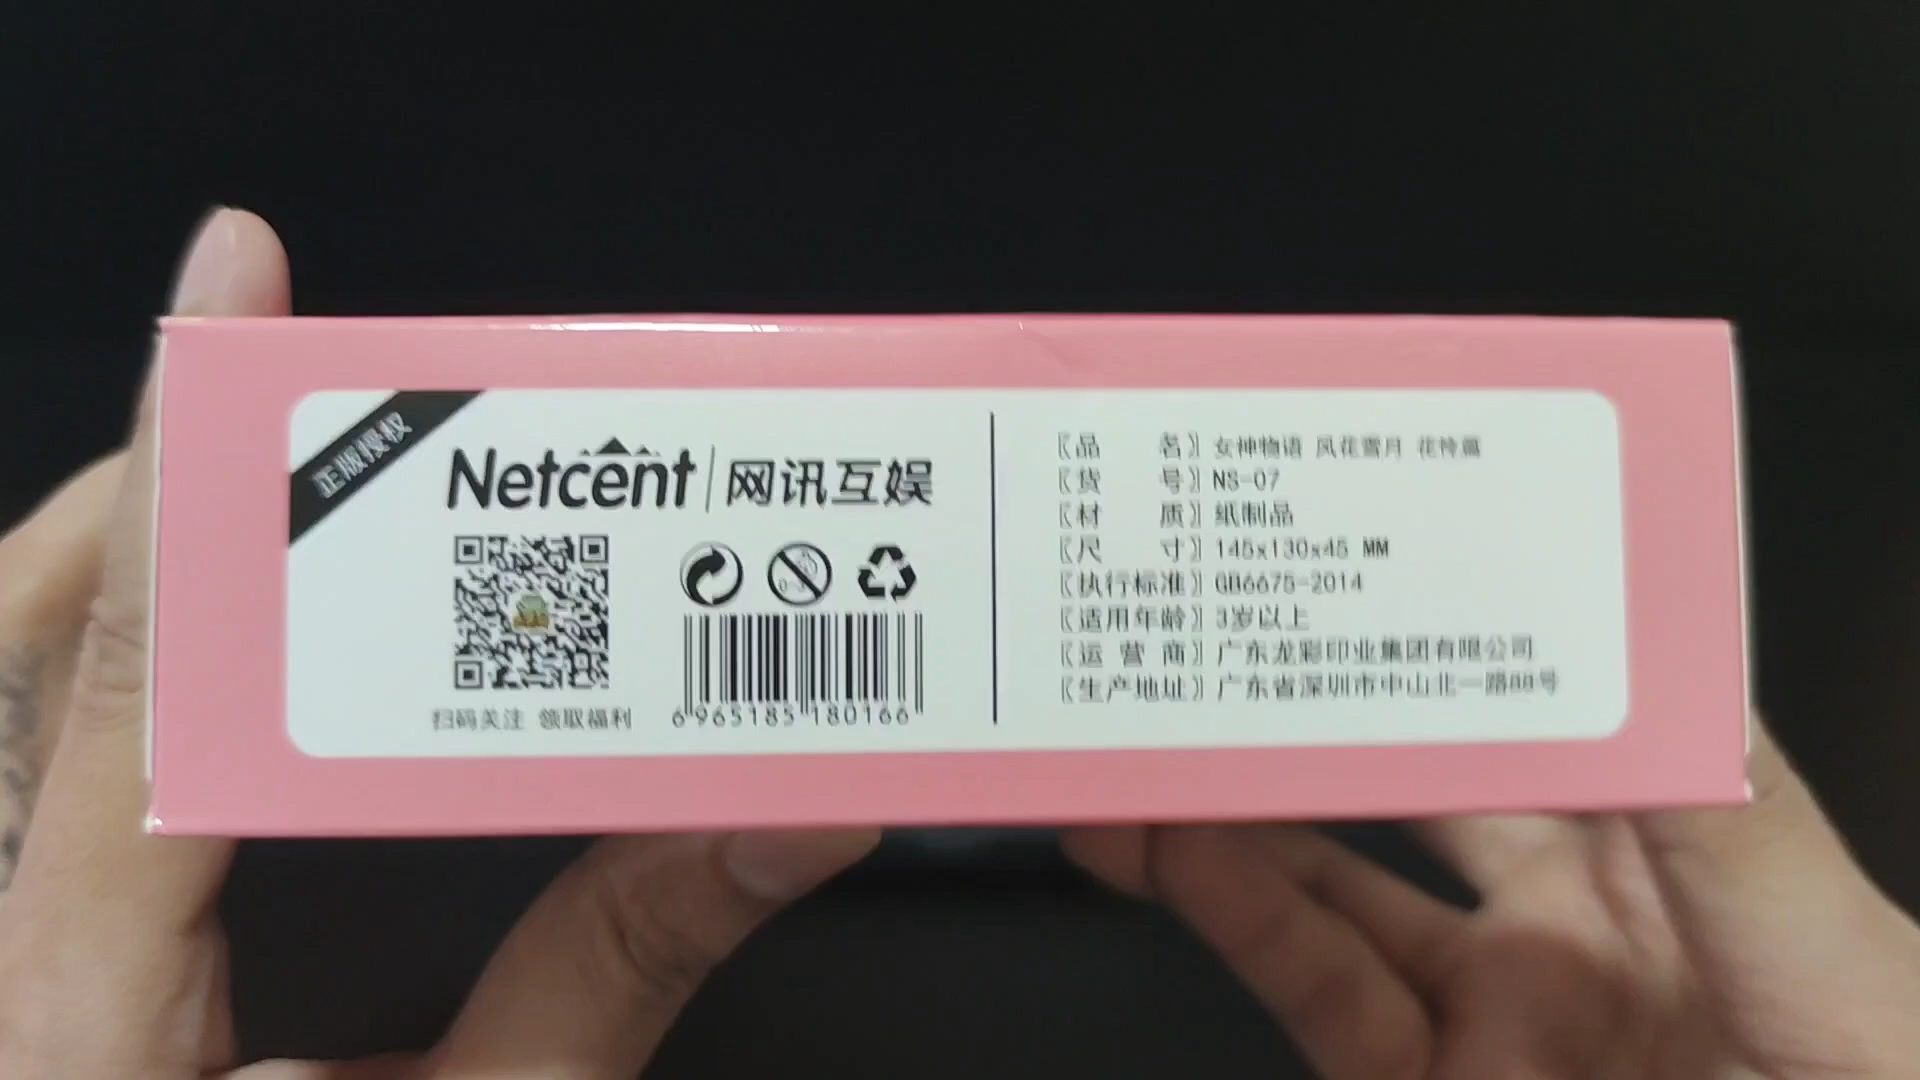 正版授权
Netcent 网讯互娱
扫码关注 领取福利
6 965185 180166
〖品名〗女神物语 风花雪月 花怜篇
〖货号〗NS-07
〖材质〗纸制品
〖尺寸〗145x130x45 MM
〖执行标准〗GB6675-2014
〖适用年龄〗3岁以上
〖运营商〗广东龙彩印业集团有限公司
〖生产地址〗广东省深圳市中山北一路88号